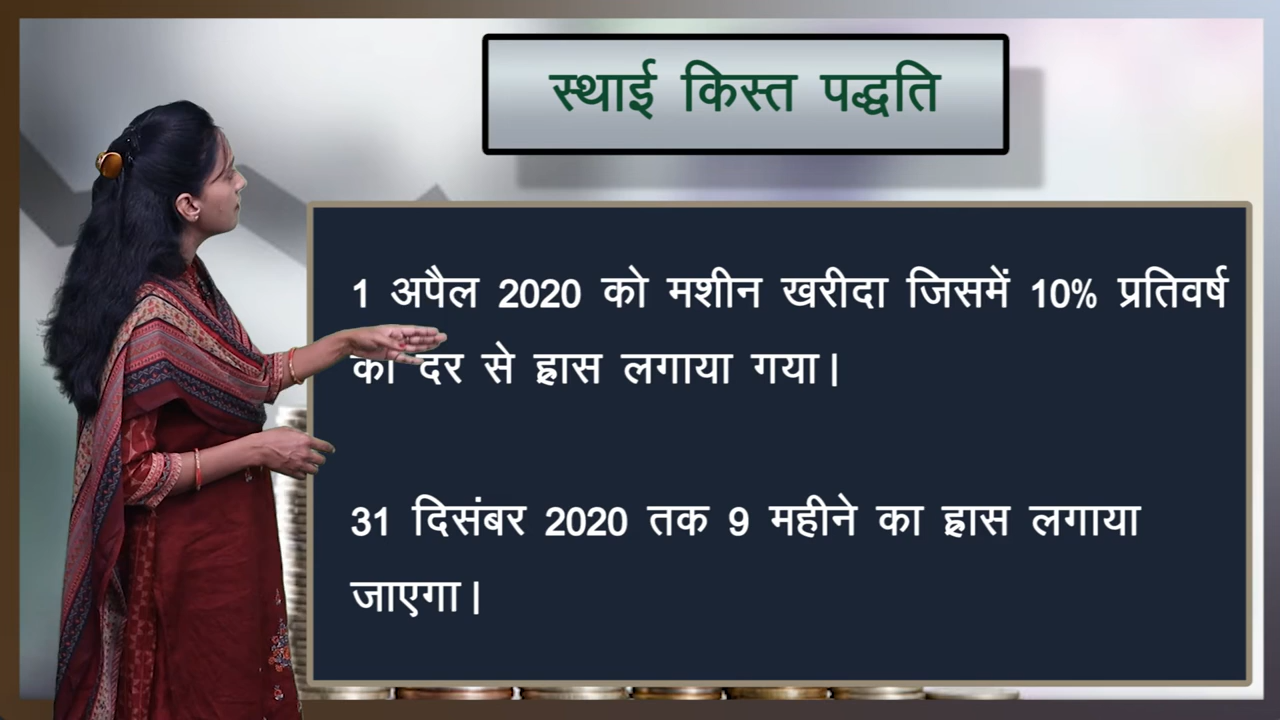 स्थाई किस्त पद्धति
1 अपैल 2020 को मशीन खरीदा जिसमें 10% प्रतिवर्ष
की दर से ह्रास लगाया गया।
31 दिसंबर 2020 तक 9 महीने का ह्रास लगाया
जाएगा।